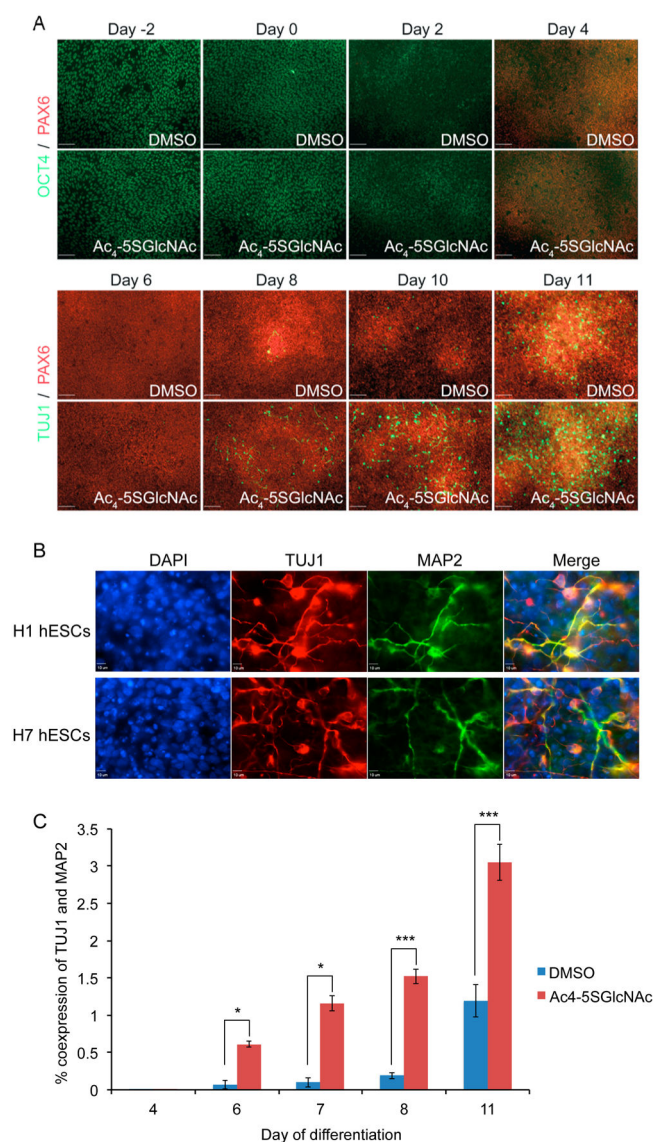 A
Day -2 Day 0 Day 2 Day 4
OCT4 / PAX6
DMSO DMSO DMSO DMSO
Ac4-5SGlcNAc Ac4-5SGlcNAc Ac4-5SGlcNAc Ac4-5SGlcNAc
Day 6 Day 8 Day 10 Day 11
TUJ1 / PAX6
DMSO DMSO DMSO DMSO
Ac4-5SGlcNAc Ac4-5SGlcNAc Ac4-5SGlcNAc Ac4-5SGlcNAc
B
DAPI TUJ1 MAP2 Merge
H1 hESCs
H7 hESCs
C
% coexpression of TUJ1 and MAP2
3.5
3
2.5
2
1.5
1
0.5
0
* * *** ***
4 6 7 8 11
Day of differentiation
DMSO
Ac4-5SGlcNAc